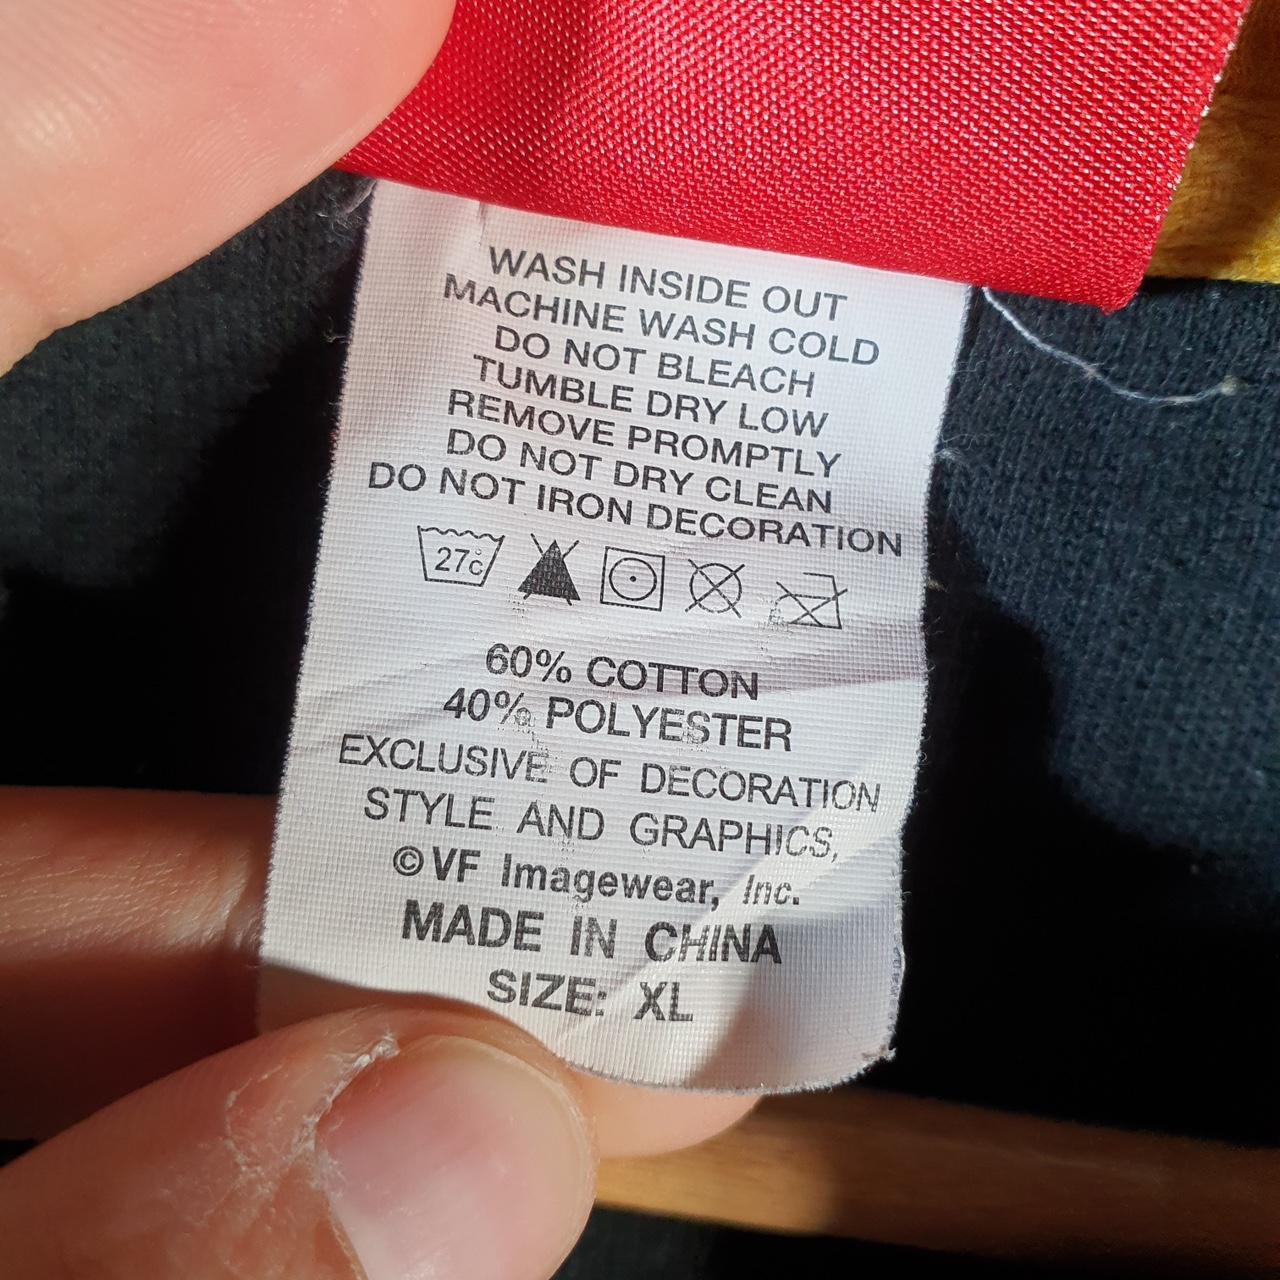 WASH INSIDE OUT
MACHINE WASH COLD
DO NOT BLEACH
TUMBLE DRY LOW
REMOVE PROMPTLY
DO NOT DRY CLEAN
DO NOT IRON DECORATION
27c
60% COTTON
40% POLYESTER
EXCLUSIVE OF DECORATION
STYLE AND GRAPHICS,
©VF Imagewear, Inc.
MADE IN CHINA
SIZE: XL